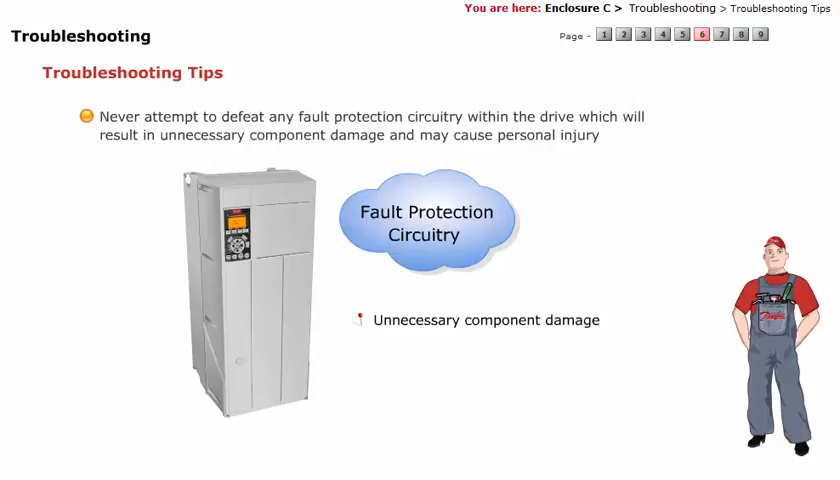 You are here: Enclosure C > Troubleshooting > Troubleshooting Tips
Troubleshooting
Page - 1 2 3 4 5 6 7 8 9
Troubleshooting Tips
Never attempt to defeat any fault protection circuitry within the drive which will
result in unnecessary component damage and may cause personal injury
Fault Protection
Circuitry
Unnecessary component damage
Danfoss